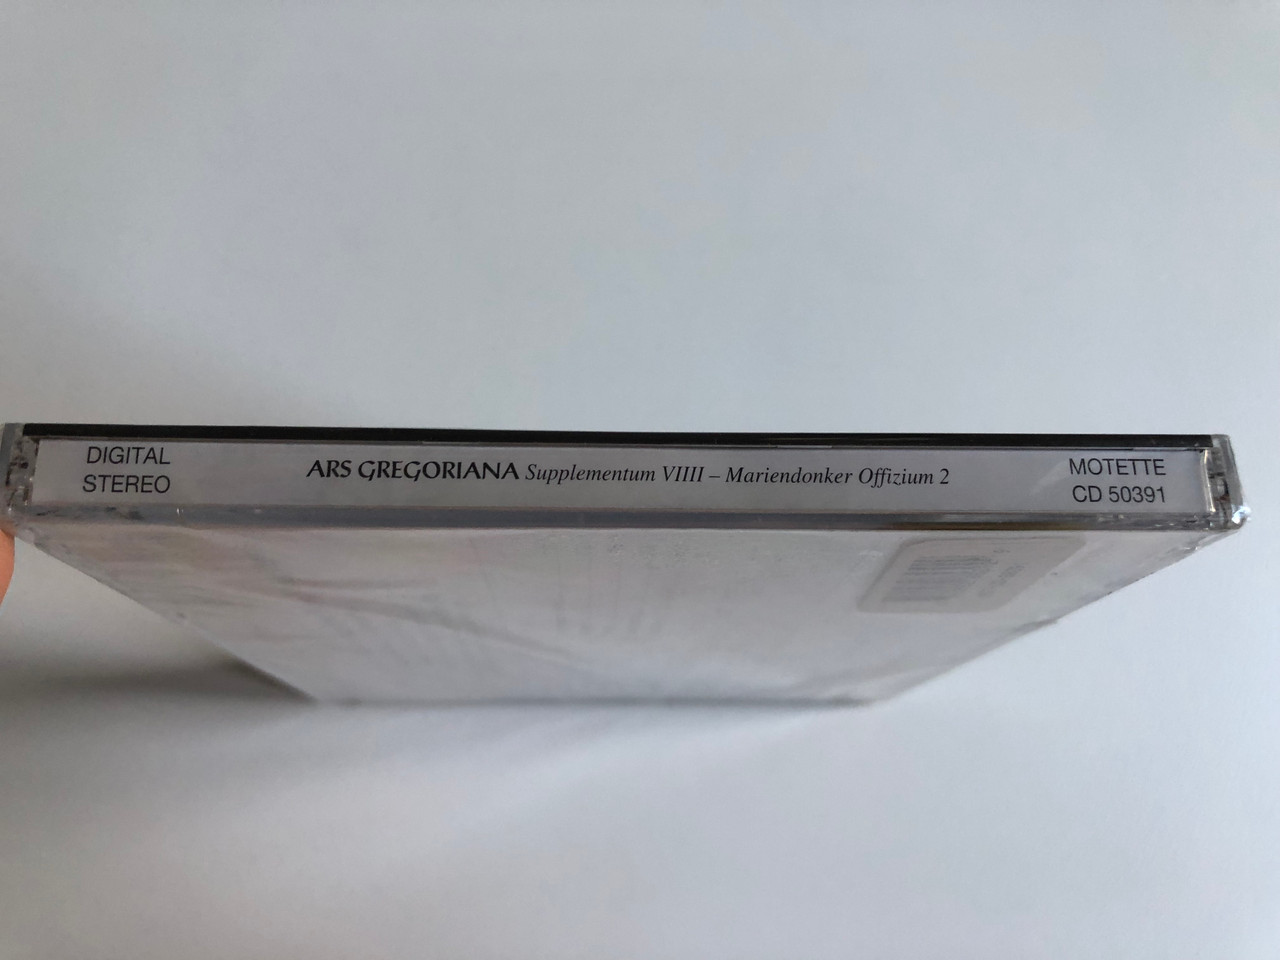 DIGITAL
STEREO
ARS GREGORIANA Supplementum VIIII – Mariendonker Offizium 2
MOTETTE
CD 50391